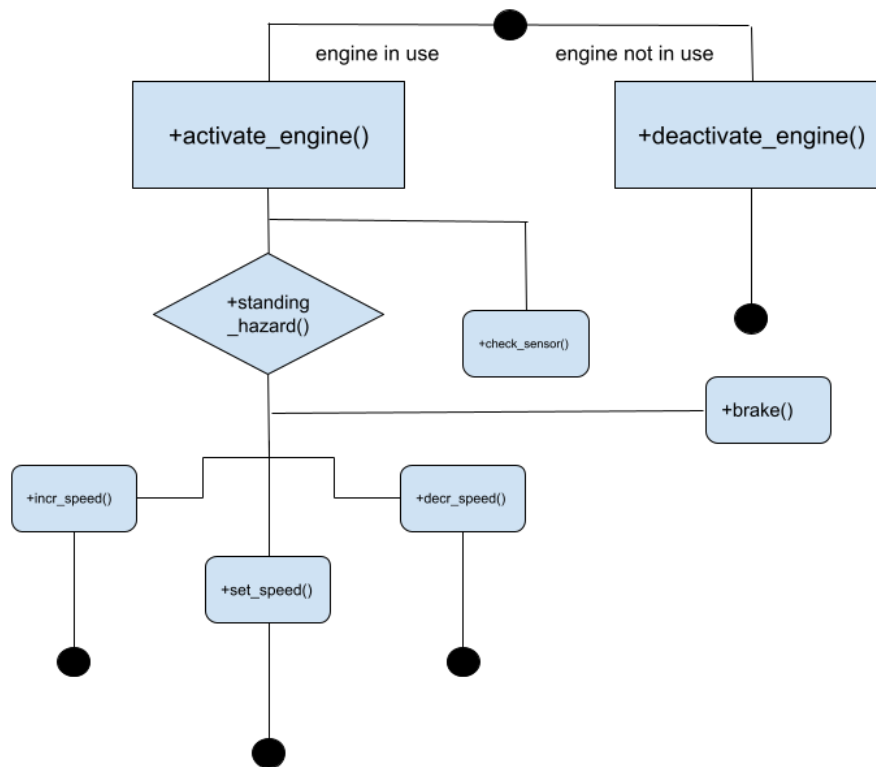 engine in use
engine not in use
+activate_engine()
+deactivate_engine()
+standing
_hazard()
+check_sensor()
+brake()
+incr_speed()
+decr_speed()
+set_speed()